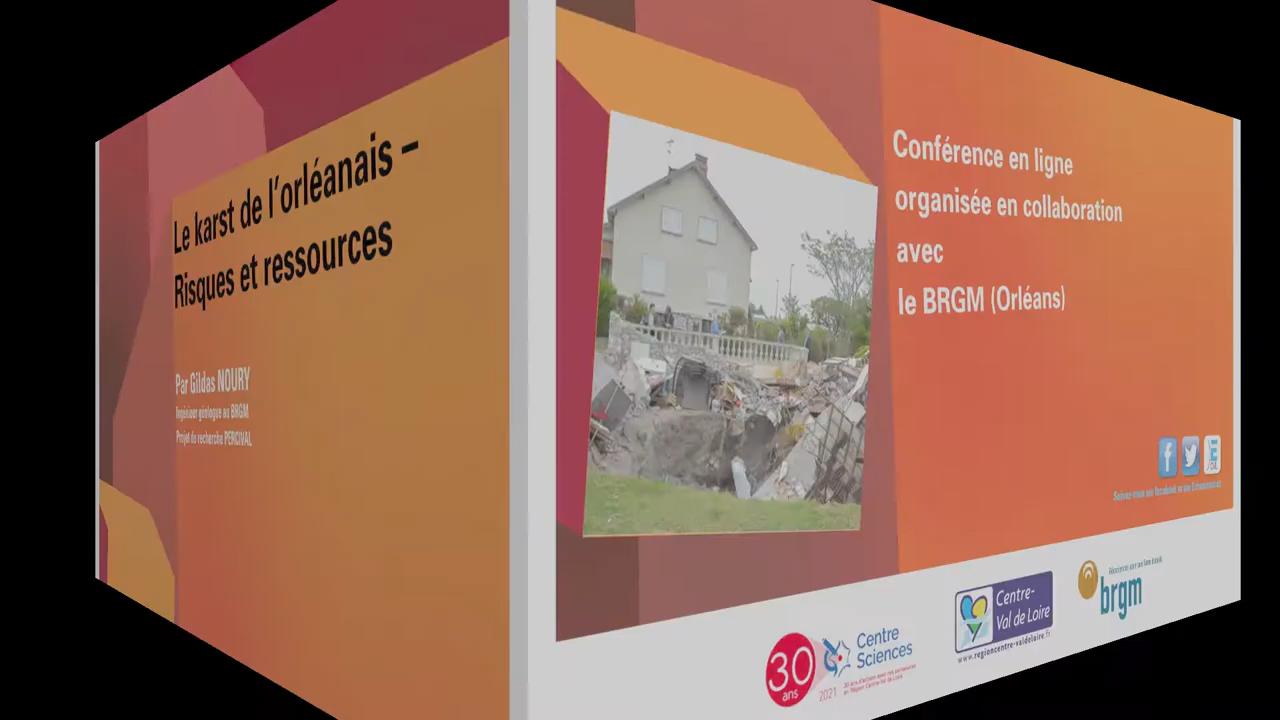 Le karst de l'orléanais –
Risques et ressources
Par Gildas NOURY
Ingénieur géologue au BRGM
Projet de recherche PERCIVAL
Conférence en ligne
organisée en collaboration
avec
le BRGM (Orléans)
30
ans
2021
Centre
Sciences
Centre-
Val de Loire
www.regioncentre-valdeloire.fr
brgm